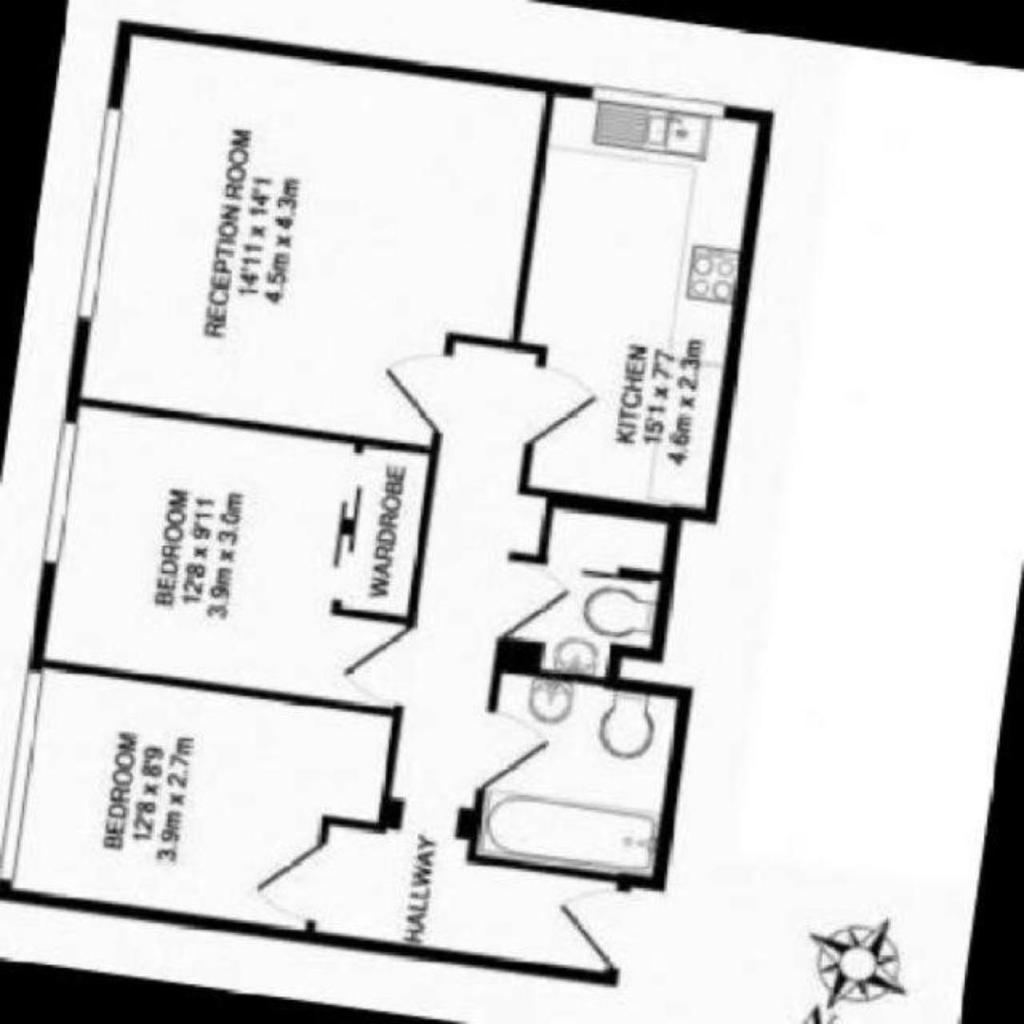 RECEPTION ROOM
14'11 x 14'1
4.5m x 4.3m
KITCHEN
15'1 x 7'7
4.6m x 2.3m
BEDROOM
12'8 x 9'11
3.9m x 3.0m
WARDROBE
BEDROOM
12'8 x 8'9
3.9m x 2.7m
HALLWAY